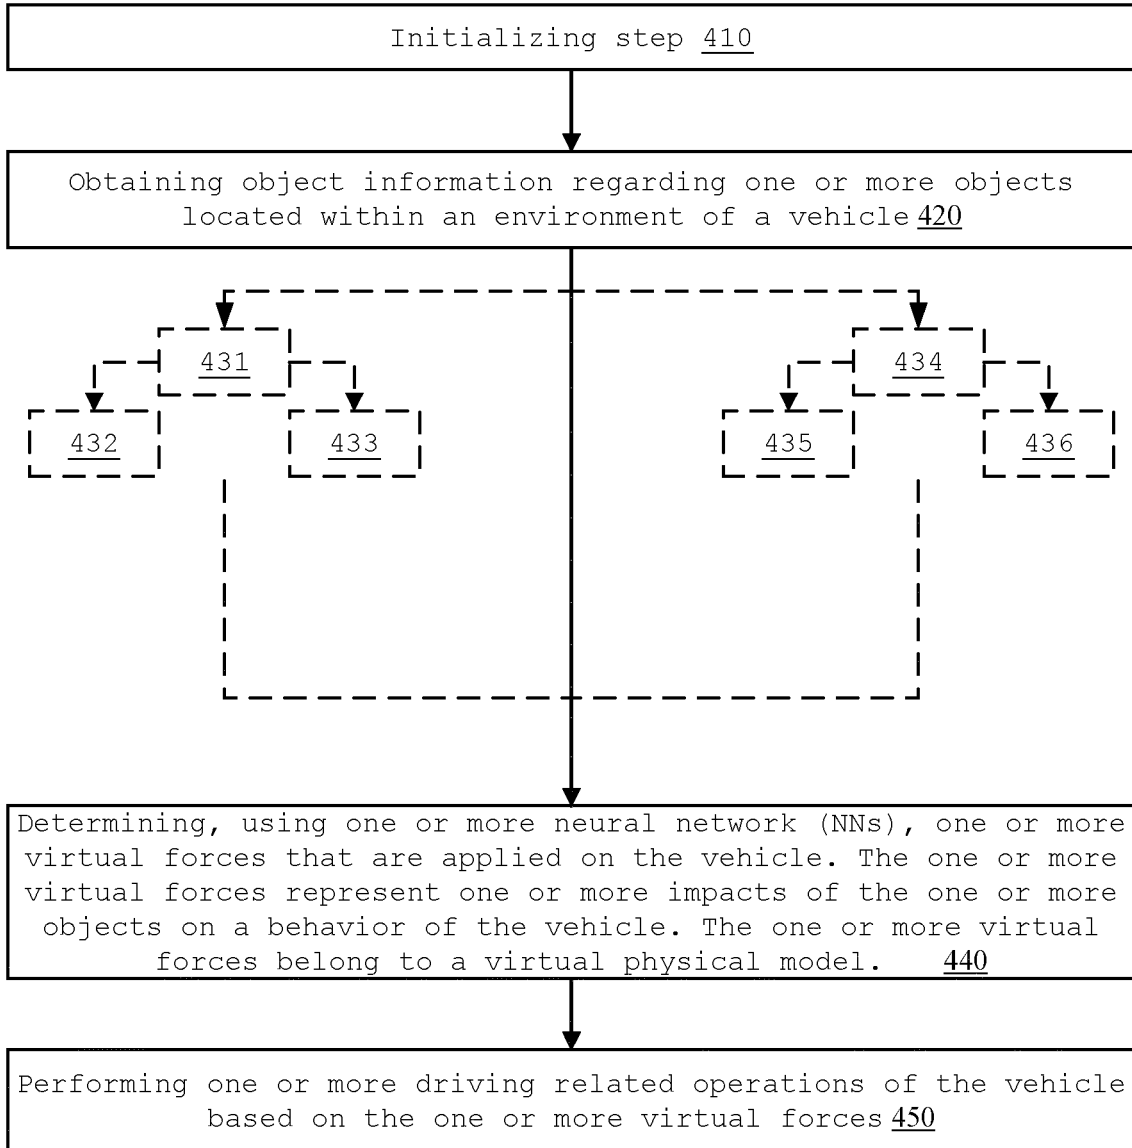 Initializing step 410
Obtaining object information regarding one or more objects
located within an environment of a vehicle 420
431
434
432
433
435
436
Determining, using one or more neural network (NNs), one or more
virtual forces that are applied on the vehicle. The one or more
virtual forces represent one or more impacts of the one or more
objects on a behavior of the vehicle. The one or more virtual
forces belong to a virtual physical model. 440
Performing one or more driving related operations of the vehicle
based on the one or more virtual forces 450